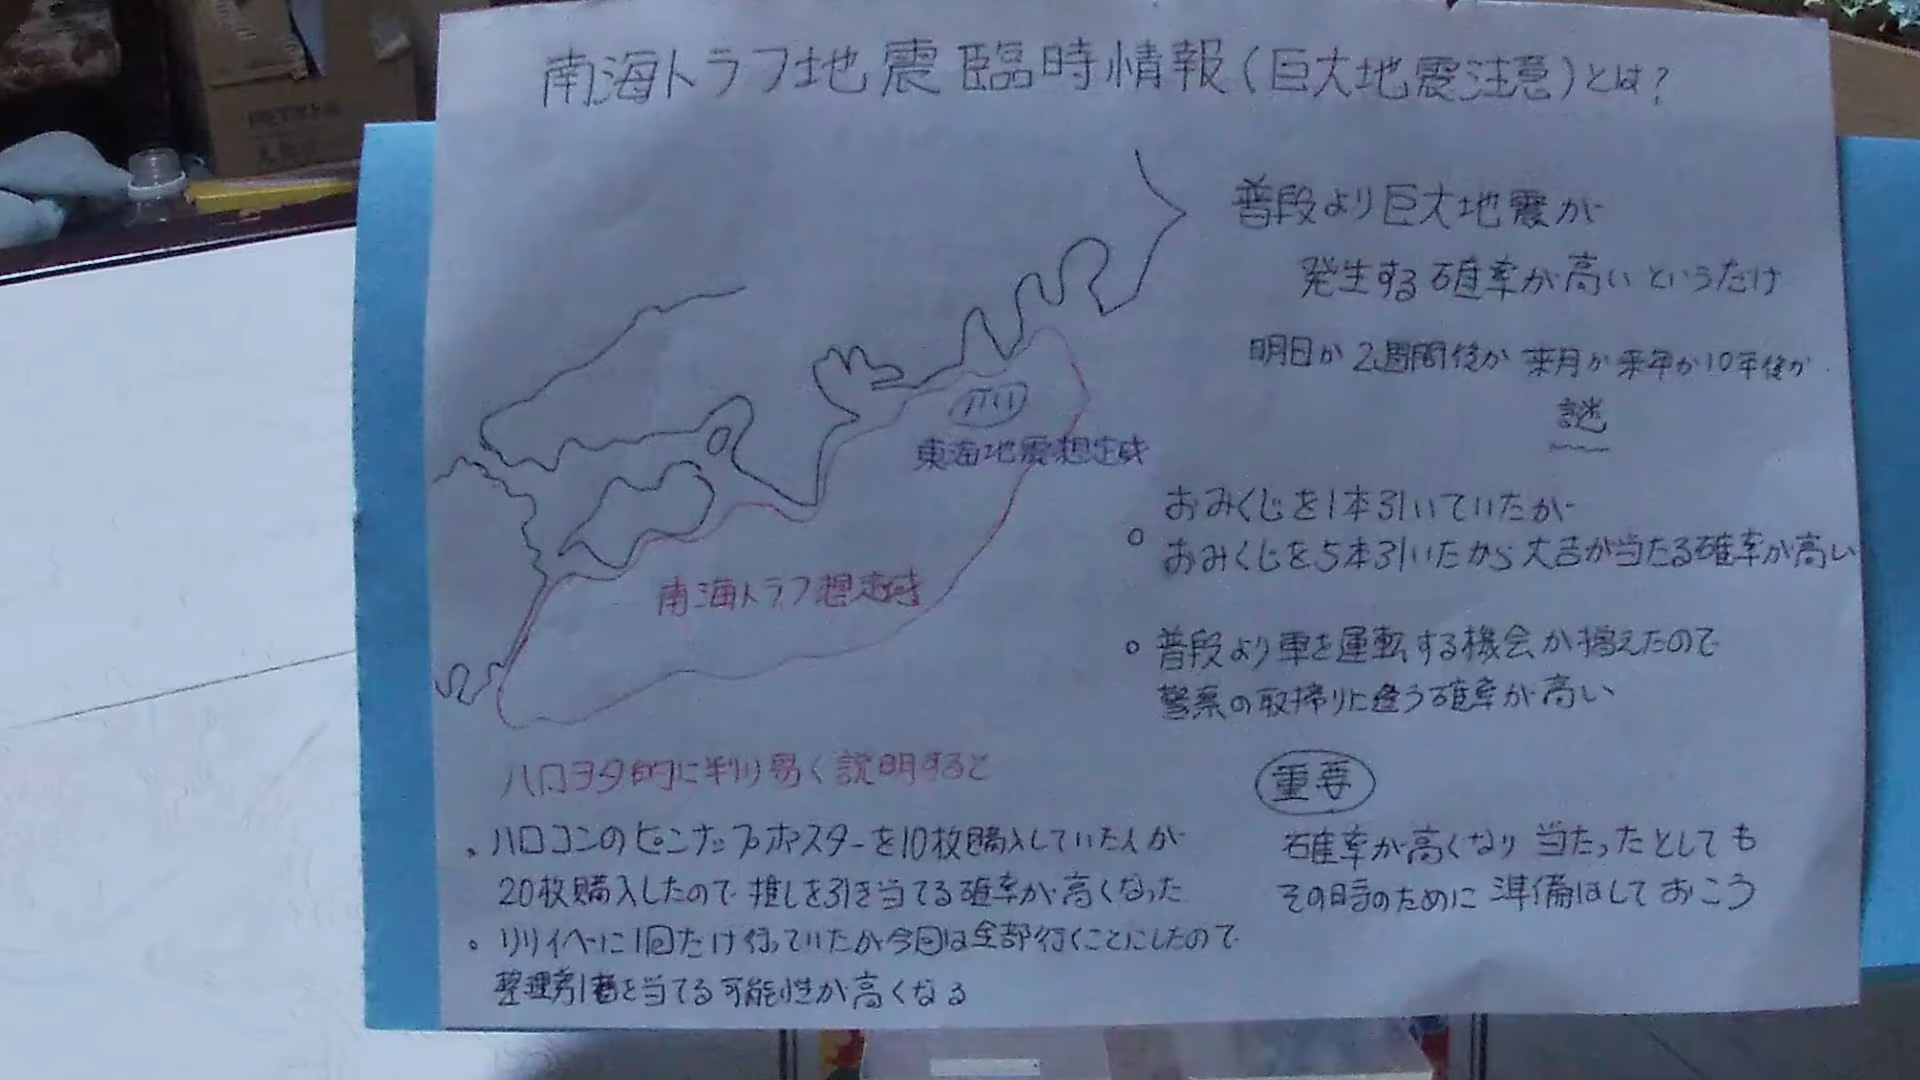 南海トラフ地震臨時情報(巨大地震注意)とは?
普段より巨大地震が
発生する確率が高いというだけ
明日か2週間後か来月か来年か10年後か
謎
東海地震想定域
南海トラフ想定域
おみくじを1本引いていたが
おみくじを5本引いたから大吉が当たる確率が高い
普段より車を運転する機会が増えたので
警察の取締りに逢う確率が高い
ハロヲタ的に判り易く説明すると
ハロコンのピンナップポスターを10枚購入していた人が
20枚購入したので推しを引き当てる確率が高くなった
リリイベに1回だけ行っていたが今回は全部行くことにしたので
整理券1番を当てる可能性が高くなる
重要
確率が高くなり当たったとしても
その時のために準備はしておこう